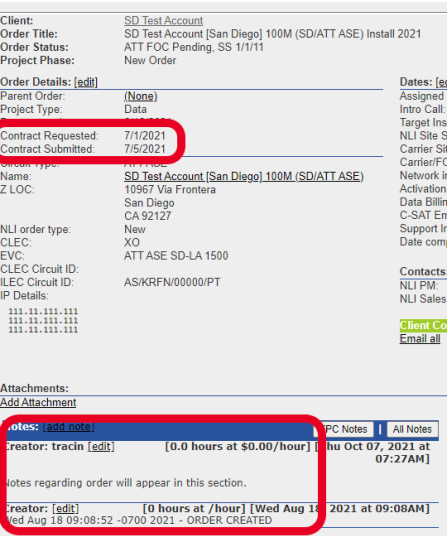 Client: SD Test Account
Order Title: SD Test Account [San Diego] 100M (SD/ATT ASE) Install 2021
Order Status: ATT FOC Pending, SS 1/1/11
Project Phase: New Order
Order Details: [edit]
Parent Order: (None)
Project Type: Data
Contract Requested: 7/1/2021
Contract Submitted: 7/5/2021
Circuit Type: ATT ASE
Name: SD Test Account [San Diego] 100M (SD/ATT ASE)
Z LOC: 10967 Via Frontera
San Diego
CA 92127
NLI order type: New
CLEC: XO
EVC: ATT ASE SD-LA 1500
CLEC Circuit ID:
ILEC Circuit ID: AS/KRFN/00000/PT
IP Details:
111.11.111.111
111.11.111.111
111.11.111.111
Dates:
Assigned
Intro Call:
Target Ins
NLI Site S
Carrier Sit
Carrier/FO
Network in
Activation
Data Billin
C-SAT Em
Support In
Date comp
Contacts
NLI PM:
NLI Sales
Client Co
Email all
Attachments:
Add Attachment
Notes: [add note] PC Notes | All Notes
Creator: tracin [edit] [0.0 hours at $0.00/hour] [Thu Oct 07, 2021 at
07:27AM]
Notes regarding order will appear in this section.
Creator: [edit] [0 hours at /hour] [Wed Aug 18, 2021 at 09:08AM]
Wed Aug 18 09:08:52 -0700 2021 - ORDER CREATED